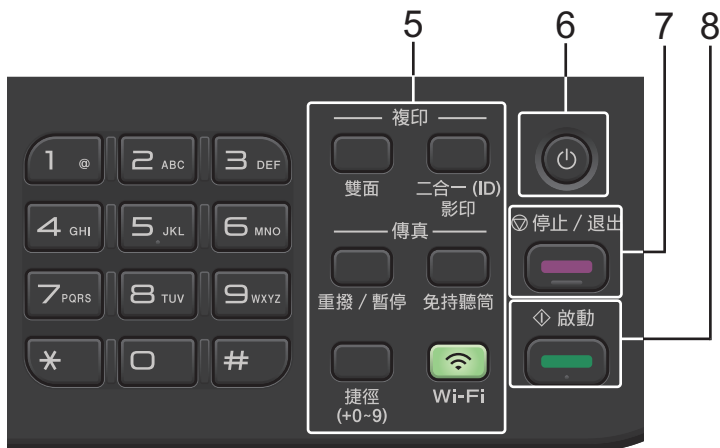 5 6 7 8
複印
雙面 二合一 (ID)
影印
傳真
重撥 / 暫停 免持聽筒
捷徑
(+0~9)
Wi-Fi
停止 / 退出
啟動
1 @ 2 ABC 3 DEF
4 GHI 5 JKL 6 MNO
7 PQRS 8 TUV 9 WXYZ
* 0 #